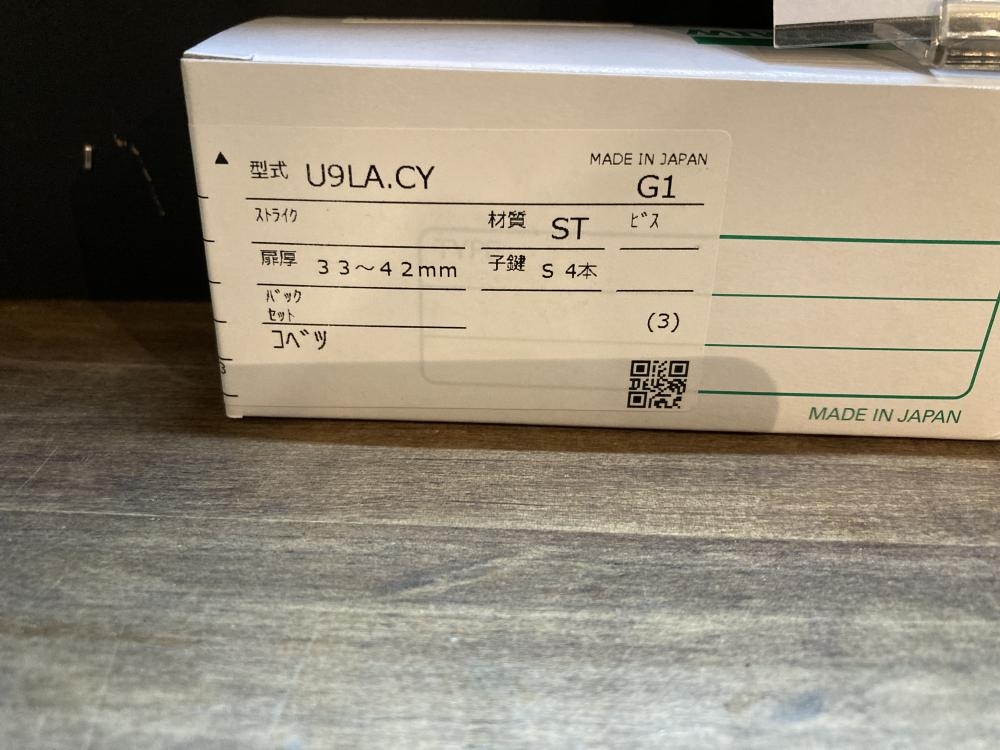 MADE IN JAPAN
型式 U9LA.CY G1
ストライク 材質 ST ビス
扉厚 33～42mm 子鍵 S 4本
バック
セット
(3)
コベツ
MADE IN JAPAN